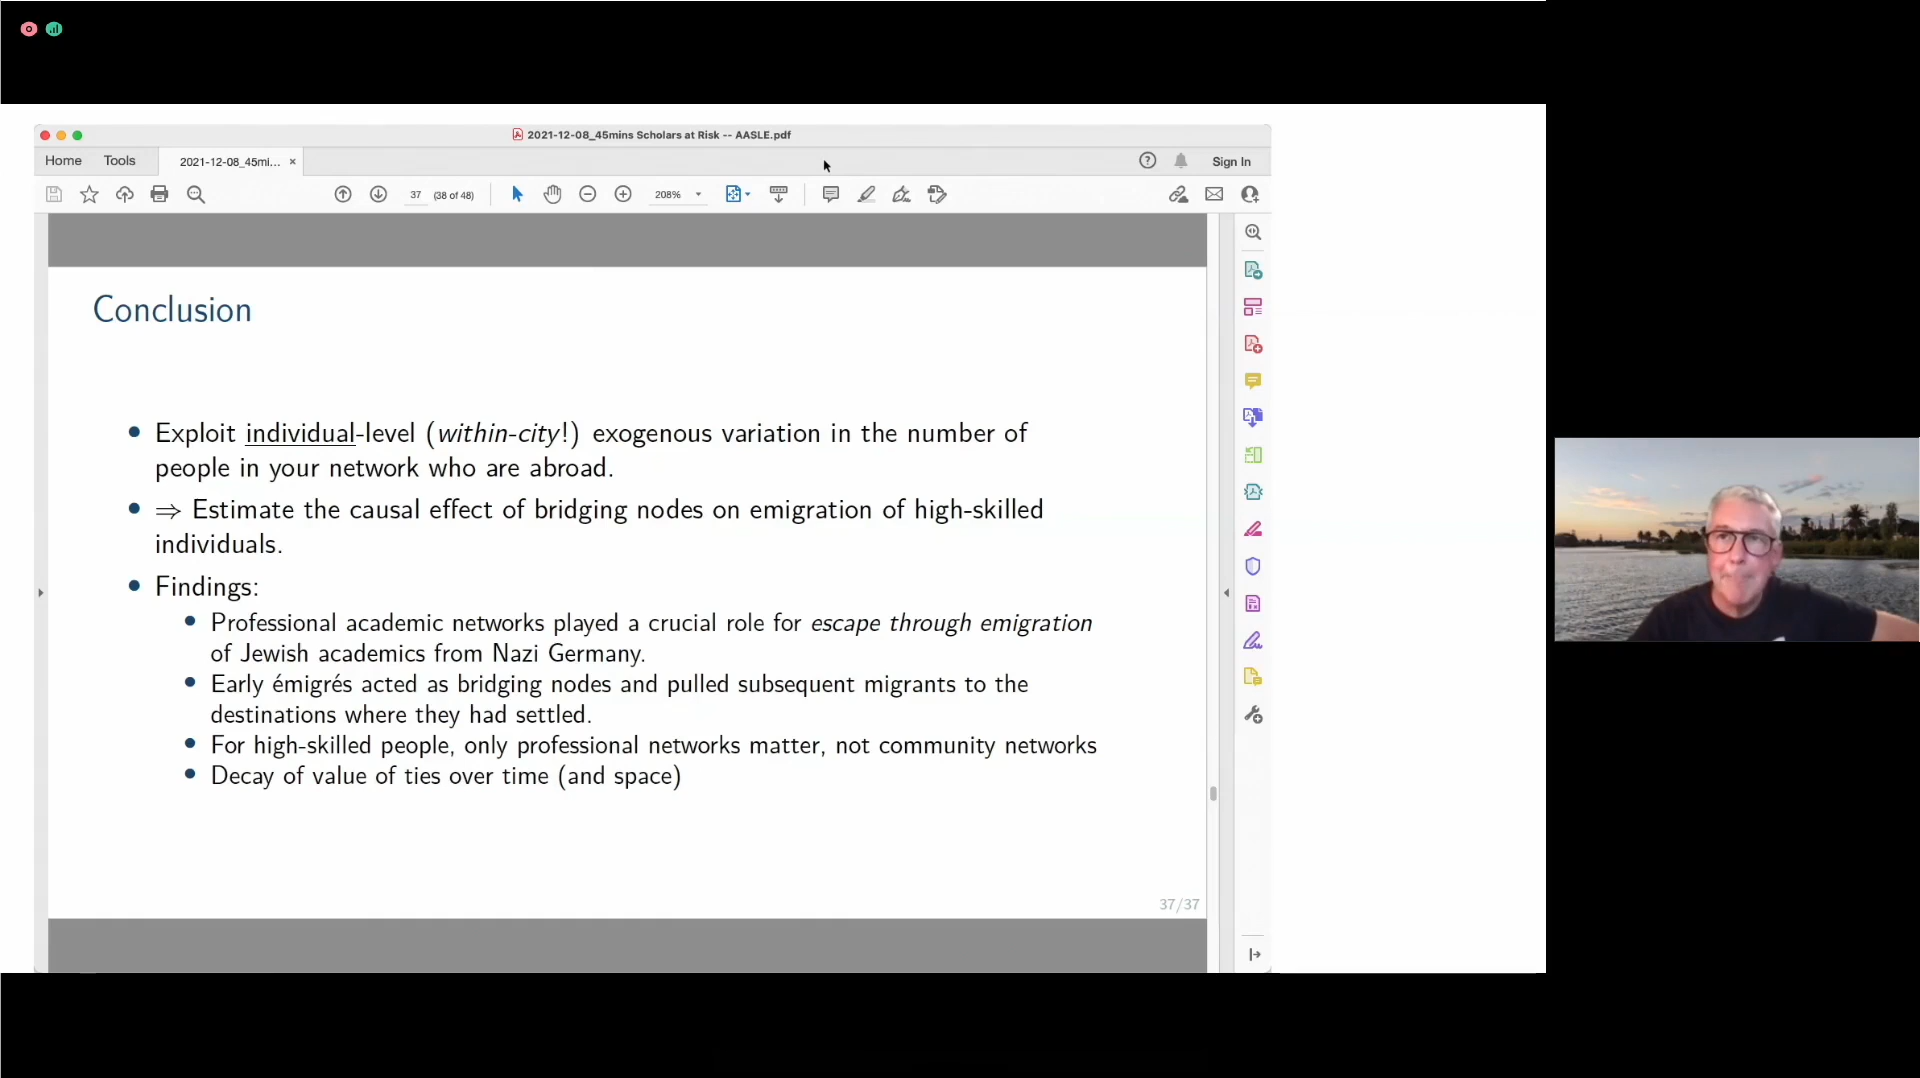 2021-12-08_45mins Scholars at Risk -- AASLE.pdf
Home Tools 2021-12-08_45mi... × Sign In
37 (38 of 48) 208%
Conclusion
• Exploit individual-level (within-city!) exogenous variation in the number of
people in your network who are abroad.
• ⇒ Estimate the causal effect of bridging nodes on emigration of high-skilled
individuals.
• Findings:
• Professional academic networks played a crucial role for escape through emigration
of Jewish academics from Nazi Germany.
• Early émigrés acted as bridging nodes and pulled subsequent migrants to the
destinations where they had settled.
• For high-skilled people, only professional networks matter, not community networks
• Decay of value of ties over time (and space)
37/37